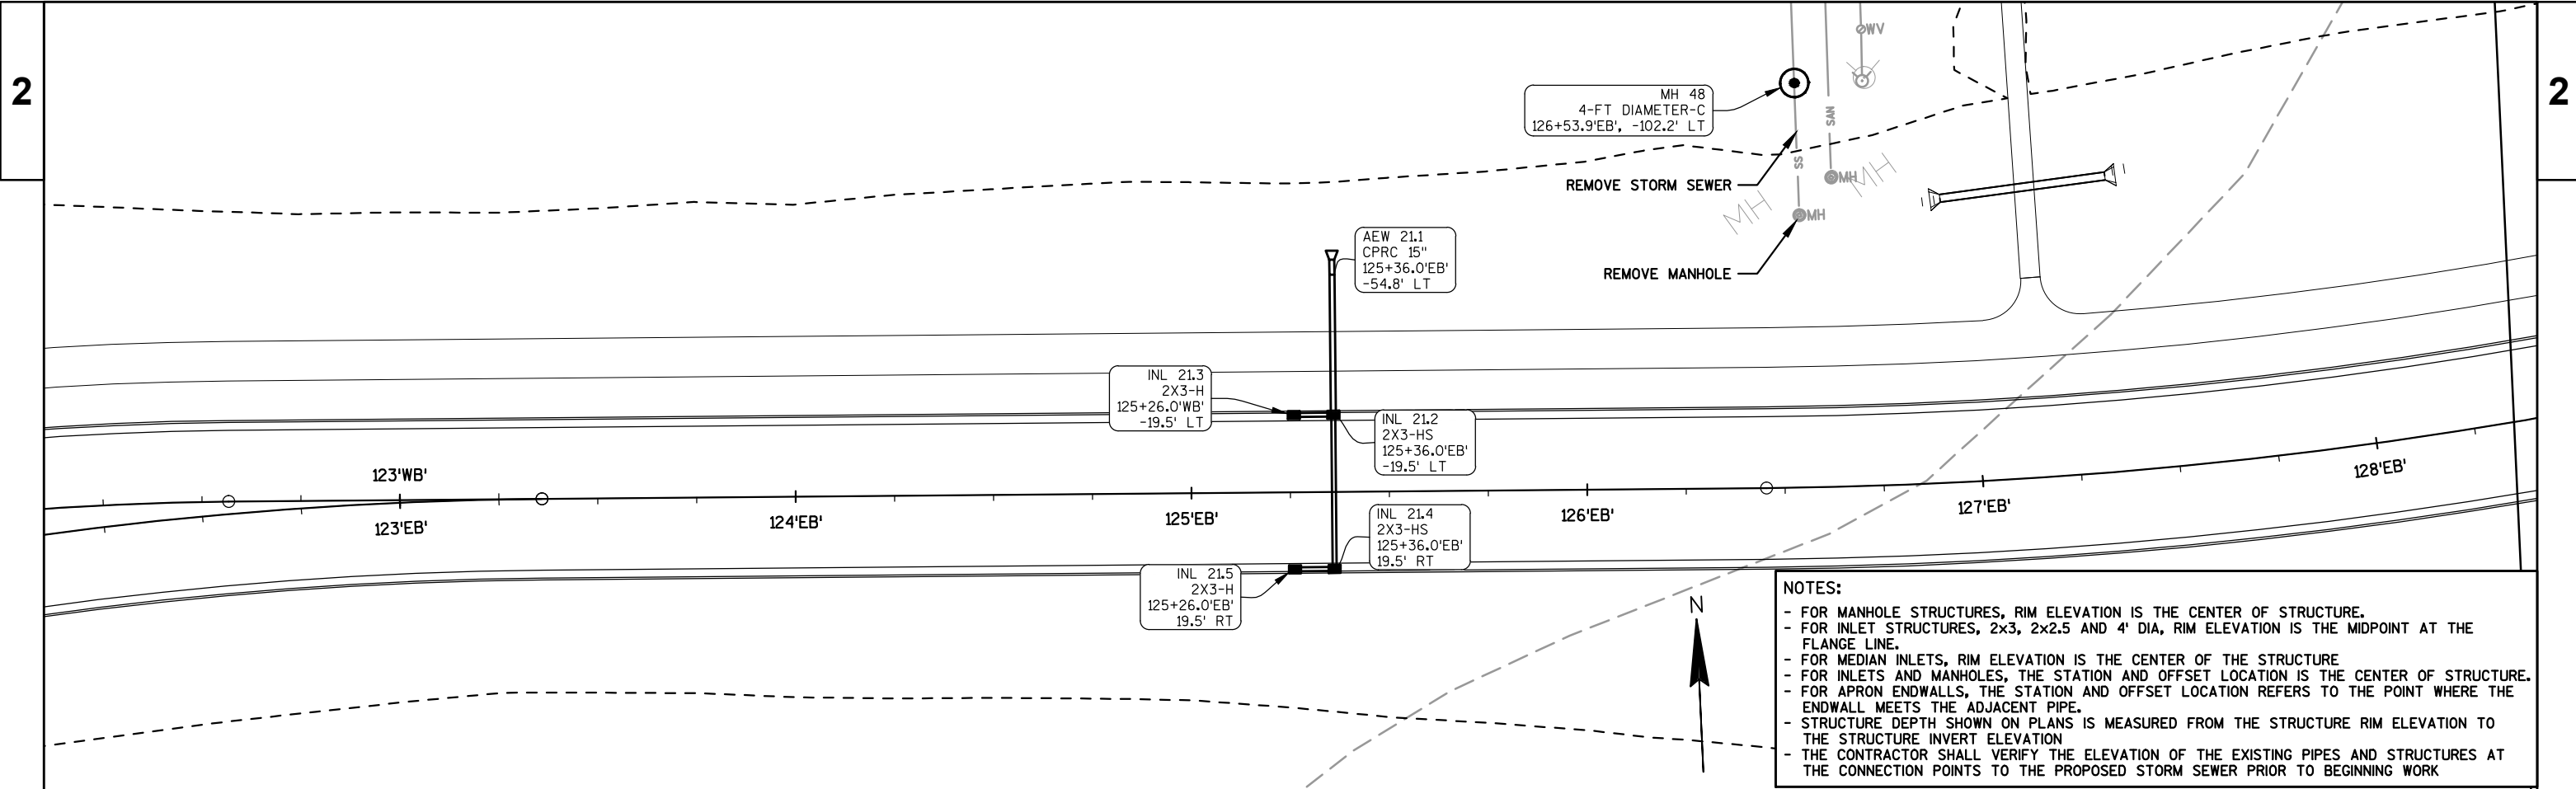 2
2
WV
MH 48
4-FT DIAMETER-C
126+53.9'EB', -102.2' LT
SAN
SS
REMOVE STORM SEWER
MH
MH
MH
MH
REMOVE MANHOLE
AEW 21.1
CPRC 15"
125+36.0'EB'
-54.8' LT
INL 21.3
2X3-H
125+26.0'WB'
-19.5' LT
INL 21.2
2X3-HS
125+36.0'EB'
-19.5' LT
123'WB'
123'EB'
124'EB'
125'EB'
126'EB'
127'EB'
128'EB'
INL 21.4
2X3-HS
125+36.0'EB'
19.5' RT
INL 21.5
2X3-H
125+26.0'EB'
19.5' RT
N
NOTES:
- FOR MANHOLE STRUCTURES, RIM ELEVATION IS THE CENTER OF STRUCTURE.
- FOR INLET STRUCTURES, 2x3, 2x2.5 AND 4' DIA, RIM ELEVATION IS THE MIDPOINT AT THE
FLANGE LINE.
- FOR MEDIAN INLETS, RIM ELEVATION IS THE CENTER OF THE STRUCTURE
- FOR INLETS AND MANHOLES, THE STATION AND OFFSET LOCATION IS THE CENTER OF STRUCTURE.
- FOR APRON ENDWALLS, THE STATION AND OFFSET LOCATION REFERS TO THE POINT WHERE THE
ENDWALL MEETS THE ADJACENT PIPE.
- STRUCTURE DEPTH SHOWN ON PLANS IS MEASURED FROM THE STRUCTURE RIM ELEVATION TO
THE STRUCTURE INVERT ELEVATION
- THE CONTRACTOR SHALL VERIFY THE ELEVATION OF THE EXISTING PIPES AND STRUCTURES AT
THE CONNECTION POINTS TO THE PROPOSED STORM SEWER PRIOR TO BEGINNING WORK